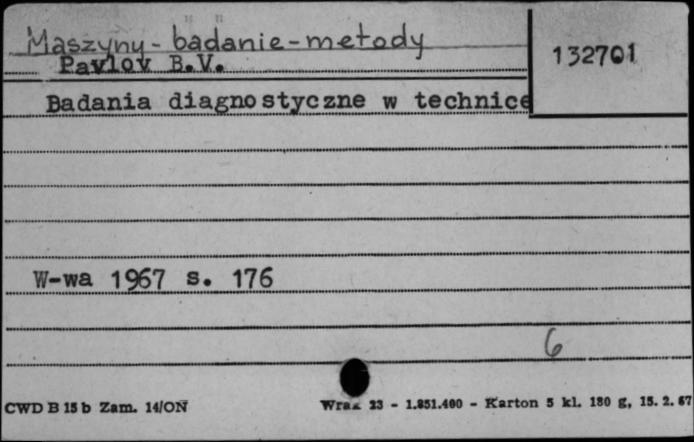 Maszyny - badanie - metody
132701
Pavlov B.V.
Badania diagnostyczne w technice
W-wa 1967 s. 176
6
CWD B 15 b Zam. 14/ON
23 - 1.851.400 - Karton 5 kl. 180 g, 15. 2. 67